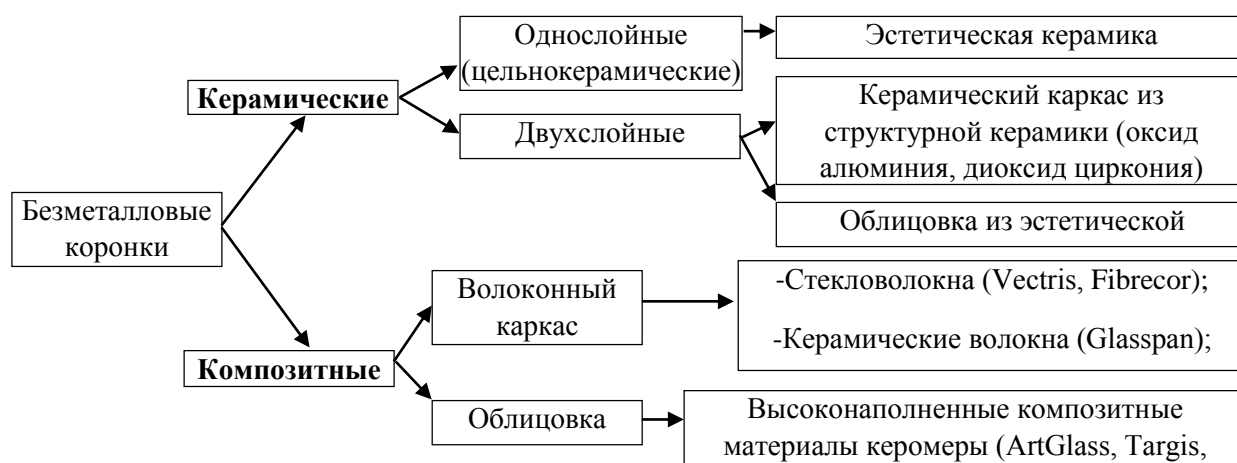 Безметалловые
коронки
Керамические
Однослойные
(цельнокерамические)
Эстетическая керамика
Двухслойные
Керамический каркас из
структурной керамики (оксид
алюминия, диоксид циркония)
Облицовка из эстетической
Композитные
Волоконный
каркас
-Стекловолокна (Vectris, Fibrecor);
-Керамические волокна (Glasspan);
Облицовка
Высоконаполненные композитные
материалы керомеры (ArtGlass, Targis,